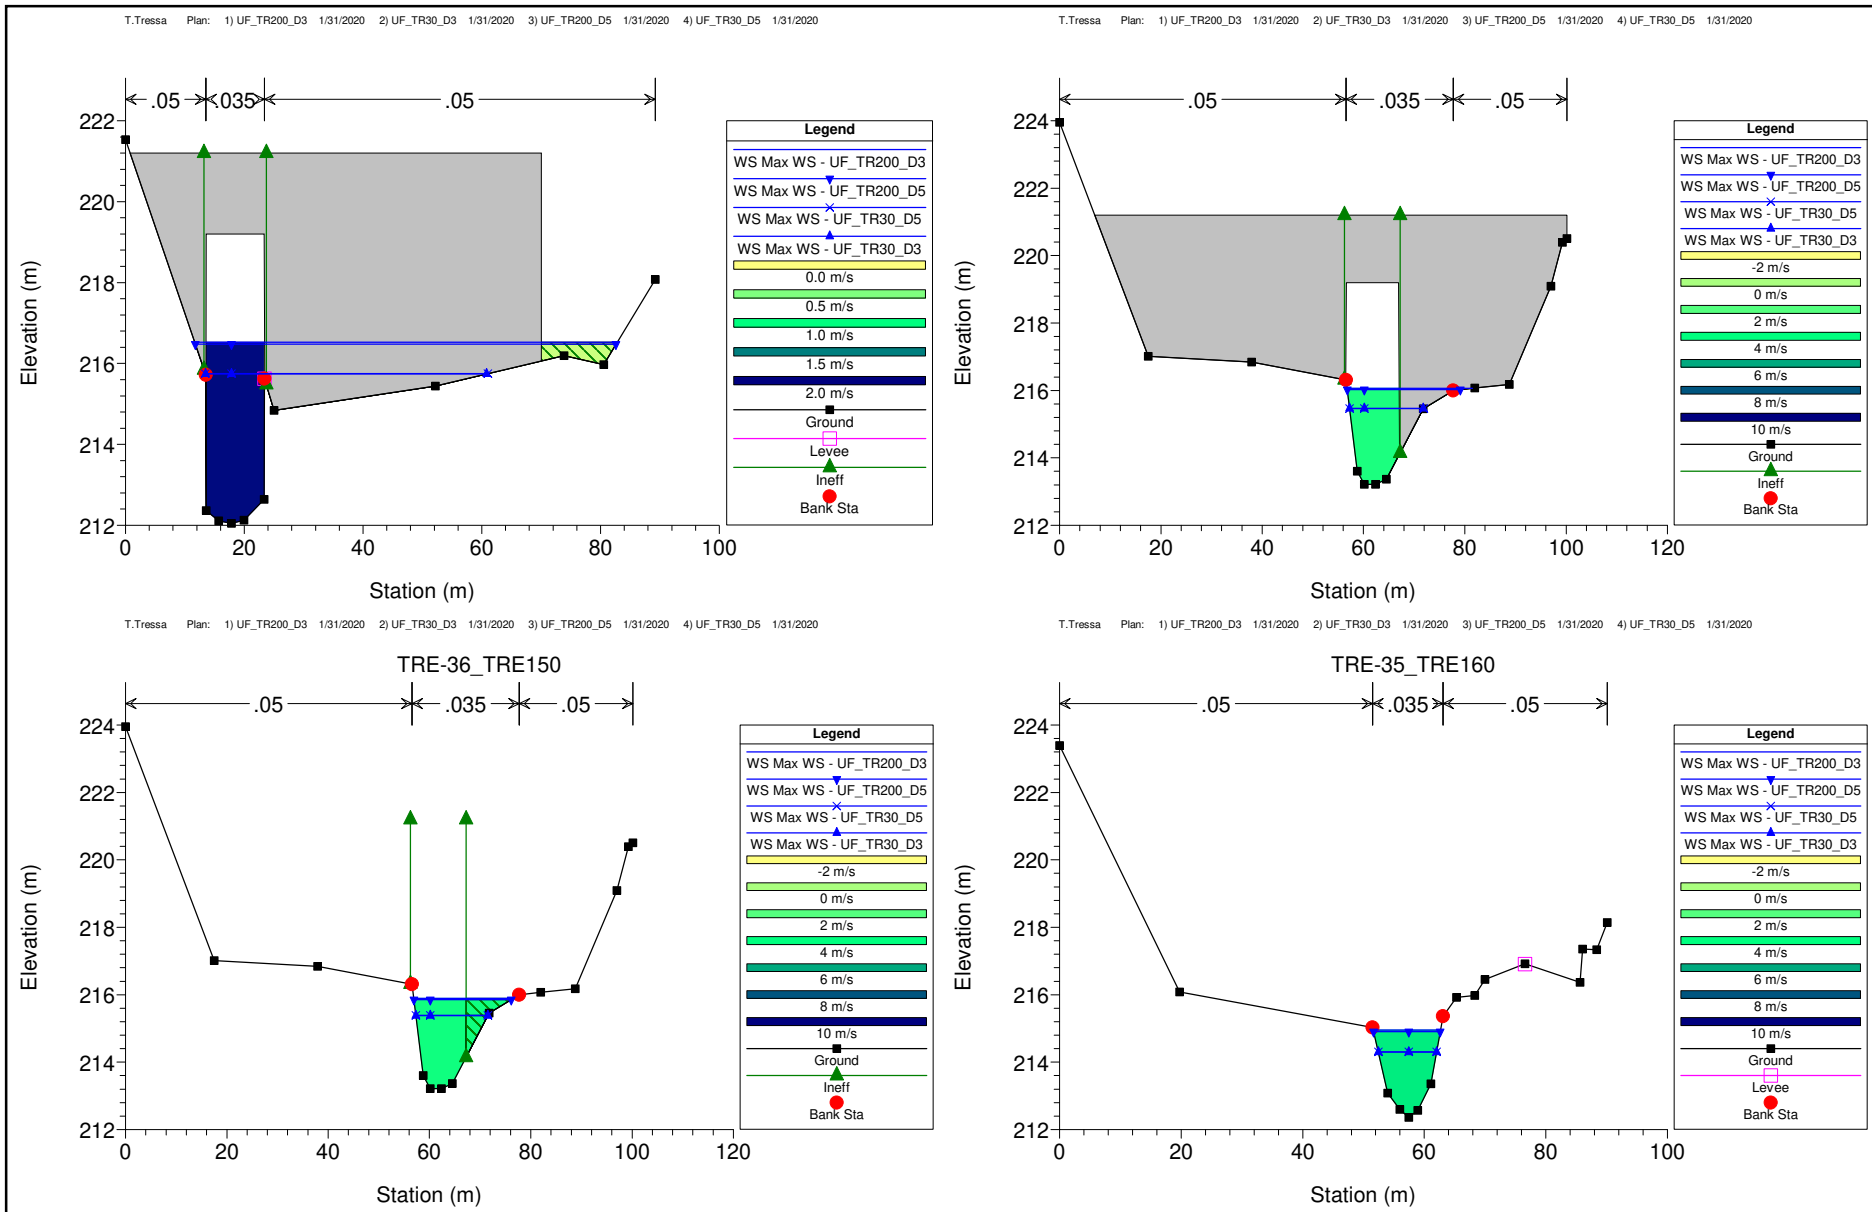 T.Tressa Plan: 1) UF_TR200_D3 1/31/2020 2) UF_TR30_D3 1/31/2020 3) UF_TR200_D5 1/31/2020 4) UF_TR30_D5 1/31/2020
.05 .035 .05
222
220
218
216
214
212
0 20 40 60 80 100
Elevation (m)
Station (m)
Legend
WS Max WS - UF_TR200_D3
WS Max WS - UF_TR200_D5
WS Max WS - UF_TR30_D5
WS Max WS - UF_TR30_D3
0.0 m/s
0.5 m/s
1.0 m/s
1.5 m/s
2.0 m/s
Ground
Levee
Ineff
Bank Sta
T.Tressa Plan: 1) UF_TR200_D3 1/31/2020 2) UF_TR30_D3 1/31/2020 3) UF_TR200_D5 1/31/2020 4) UF_TR30_D5 1/31/2020
.05 .035 .05
224
222
220
218
216
214
212
0 20 40 60 80 100 120
Elevation (m)
Station (m)
Legend
WS Max WS - UF_TR200_D3
WS Max WS - UF_TR200_D5
WS Max WS - UF_TR30_D5
WS Max WS - UF_TR30_D3
-2 m/s
0 m/s
2 m/s
4 m/s
6 m/s
8 m/s
10 m/s
Ground
Ineff
Bank Sta
T.Tressa Plan: 1) UF_TR200_D3 1/31/2020 2) UF_TR30_D3 1/31/2020 3) UF_TR200_D5 1/31/2020 4) UF_TR30_D5 1/31/2020
TRE-36_TRE150
.05 .035 .05
224
222
220
218
216
214
212
0 20 40 60 80 100 120
Elevation (m)
Station (m)
Legend
WS Max WS - UF_TR200_D3
WS Max WS - UF_TR200_D5
WS Max WS - UF_TR30_D5
WS Max WS - UF_TR30_D3
-2 m/s
0 m/s
2 m/s
4 m/s
6 m/s
8 m/s
10 m/s
Ground
Ineff
Bank Sta
T.Tressa Plan: 1) UF_TR200_D3 1/31/2020 2) UF_TR30_D3 1/31/2020 3) UF_TR200_D5 1/31/2020 4) UF_TR30_D5 1/31/2020
TRE-35_TRE160
.05 .035 .05
224
222
220
218
216
214
212
0 20 40 60 80 100
Elevation (m)
Station (m)
Legend
WS Max WS - UF_TR200_D3
WS Max WS - UF_TR200_D5
WS Max WS - UF_TR30_D5
WS Max WS - UF_TR30_D3
-2 m/s
0 m/s
2 m/s
4 m/s
6 m/s
8 m/s
10 m/s
Ground
Levee
Bank Sta